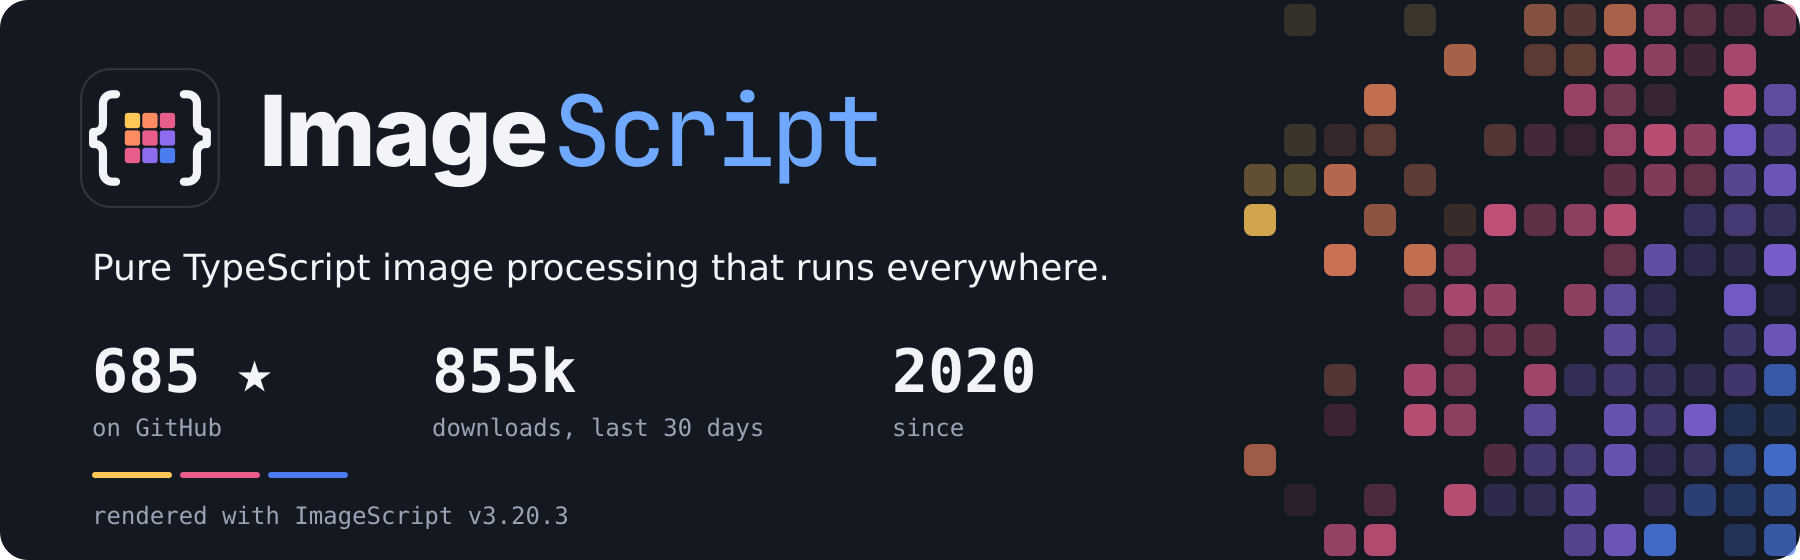 ImageScript
Pure TypeScript image processing that runs everywhere.
685 ★
on GitHub
855k
downloads, last 30 days
2020
since
rendered with ImageScript v3.20.3